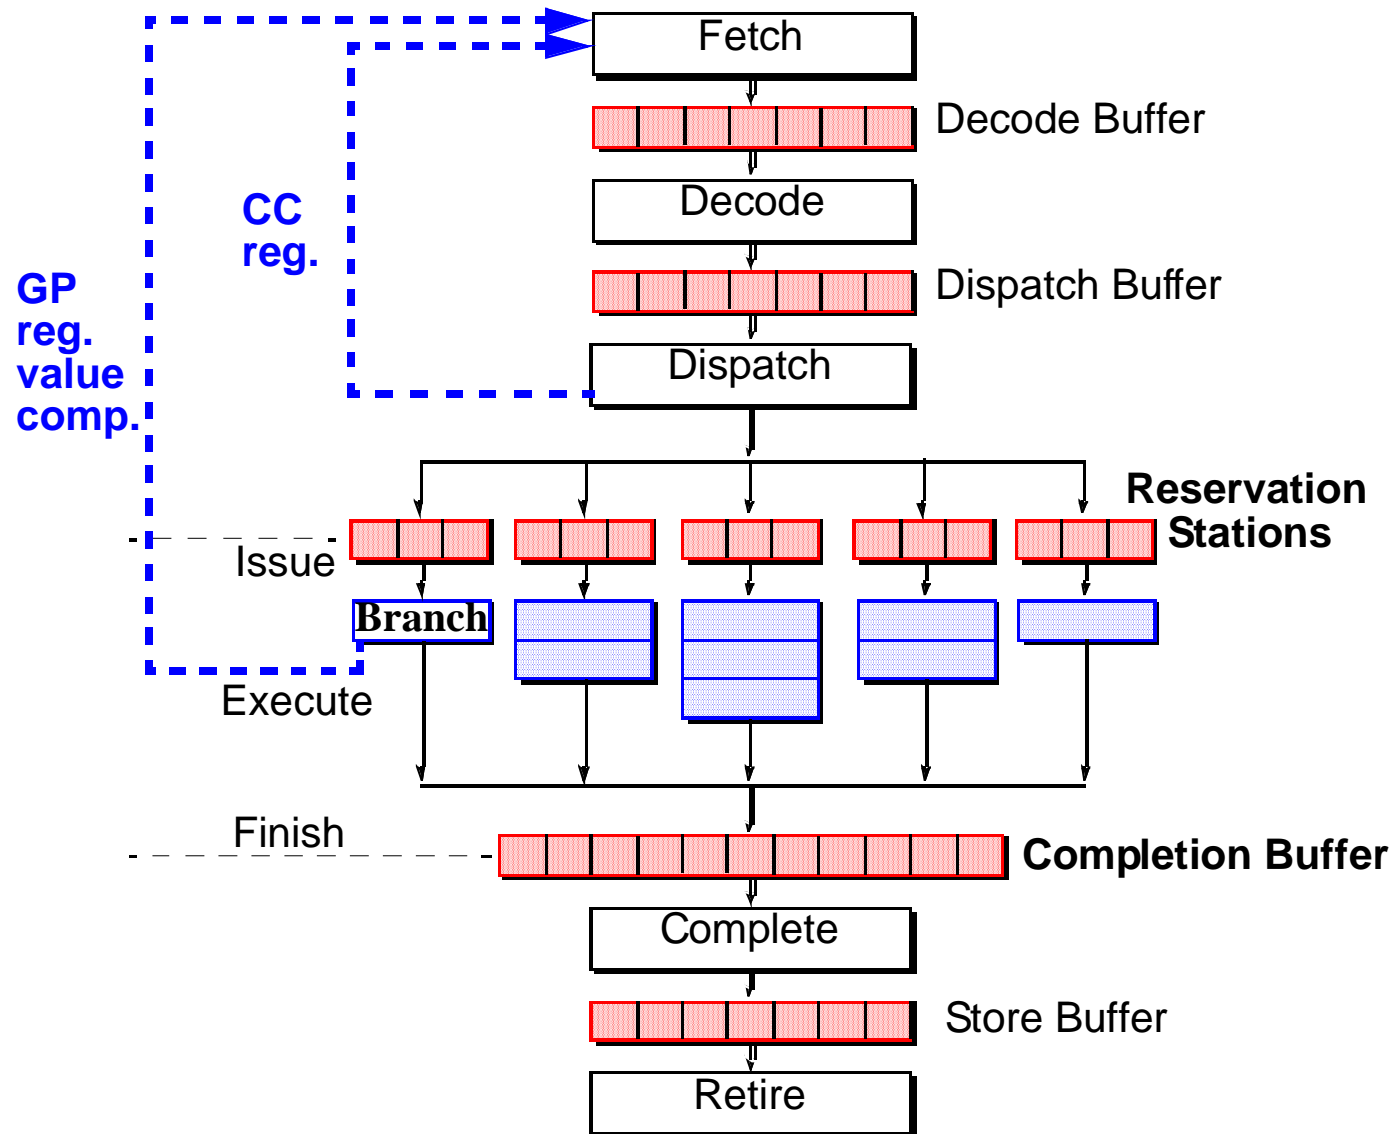 Fetch
Decode Buffer
CC
reg.
Decode
GP
reg.
value
comp.
Dispatch Buffer
Dispatch
Reservation
Stations
Issue
Branch
Execute
Finish
Completion Buffer
Complete
Store Buffer
Retire